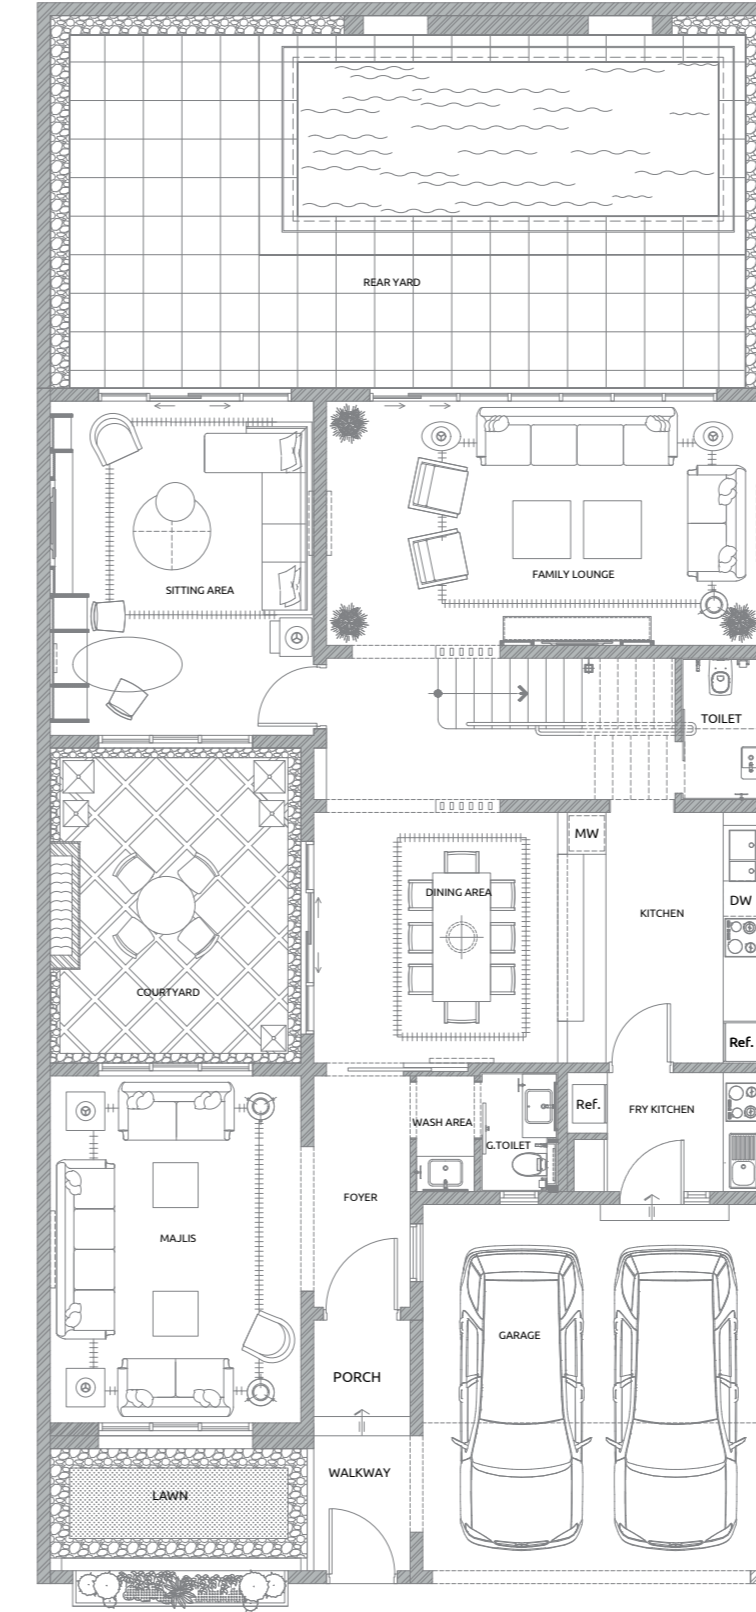 REAR YARD
SITTING AREA
FAMILY LOUNGE
TOILET
MW
DINING AREA
KITCHEN
DW
COURTYARD
Ref.
Ref.
FRY KITCHEN
WASH AREA
G.TOILET
FOYER
MAJLIS
GARAGE
PORCH
WALKWAY
LAWN